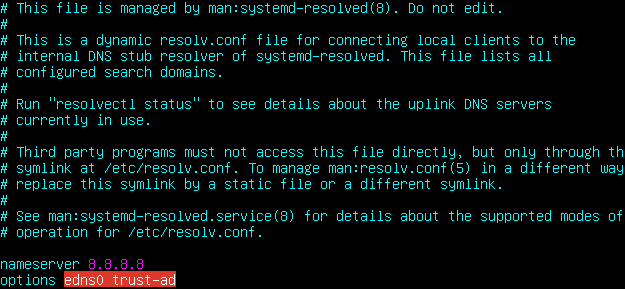 # This file is managed by man:systemd-resolved(8). Do not edit.
#
# This is a dynamic resolv.conf file for connecting local clients to the
# internal DNS stub resolver of systemd-resolved. This file lists all
# configured search domains.
#
# Run "resolvectl status" to see details about the uplink DNS servers
# currently in use.
#
# Third party programs must not access this file directly, but only through th
# symlink at /etc/resolv.conf. To manage man:resolv.conf(5) in a different way
# replace this symlink by a static file or a different symlink.
#
# See man:systemd-resolved.service(8) for details about the supported modes of
# operation for /etc/resolv.conf.
nameserver 8.8.8.8
options edns0 trust-ad